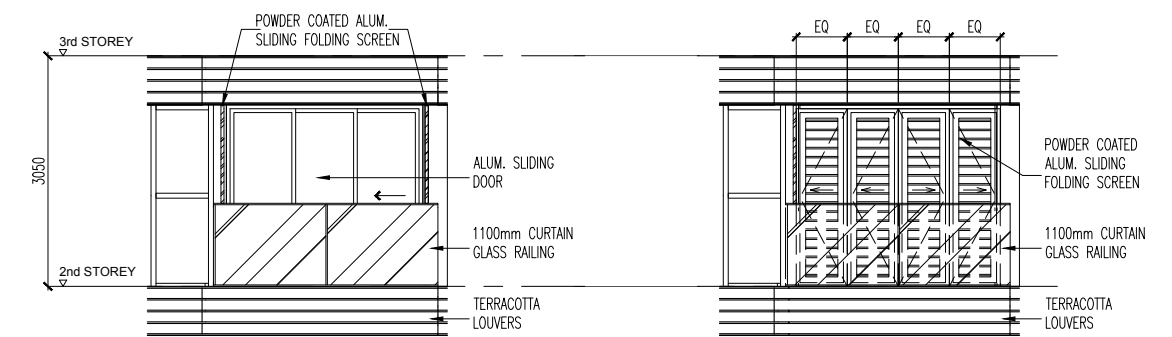 POWDER COATED ALUM.
SLIDING FOLDING SCREEN
3rd STOREY
3050
ALUM. SLIDING
DOOR
1100mm CURTAIN
GLASS RAILING
2nd STOREY
TERRACOTTA
LOUVERS
EQ EQ EQ EQ
POWDER COATED
ALUM. SLIDING
FOLDING SCREEN
1100mm CURTAIN
GLASS RAILING
TERRACOTTA
LOUVERS